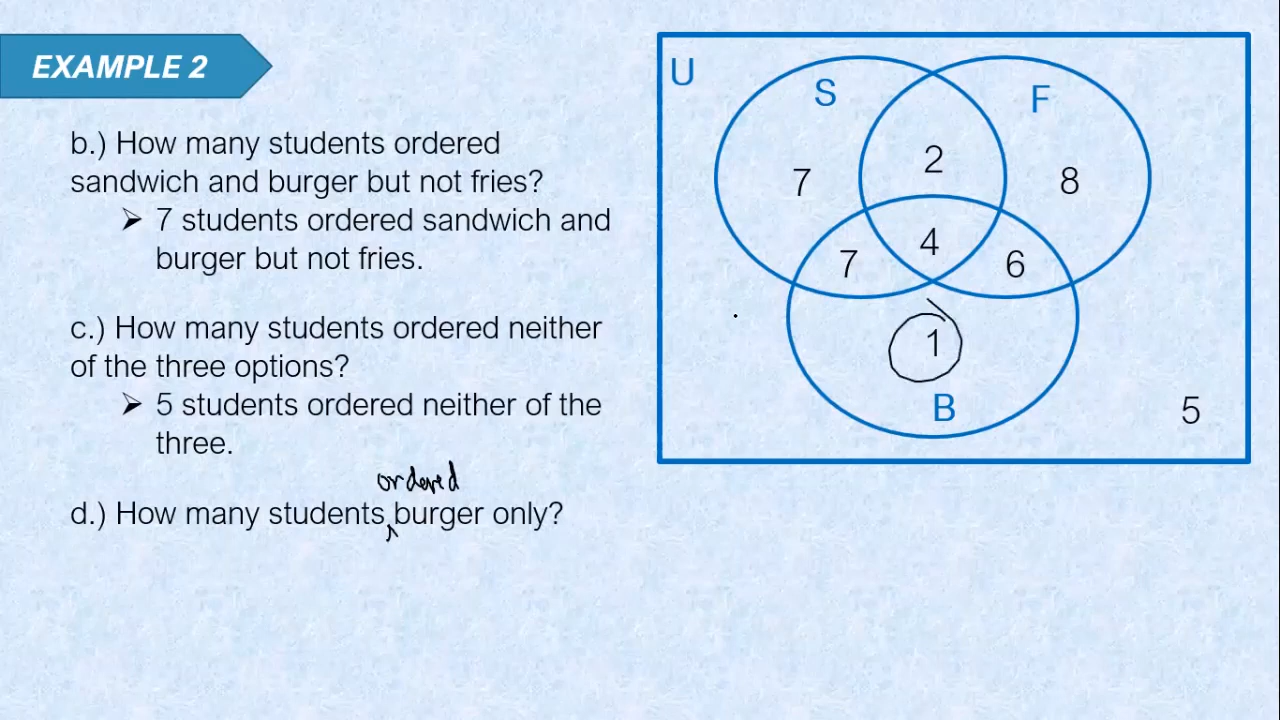 EXAMPLE 2
b.) How many students ordered
sandwich and burger but not fries?
➢ 7 students ordered sandwich and
burger but not fries.
c.) How many students ordered neither
of the three options?
➢ 5 students ordered neither of the
three.
ordered
d.) How many students burger only?
U
S
F
2
7
8
4
7
6
1
B
5